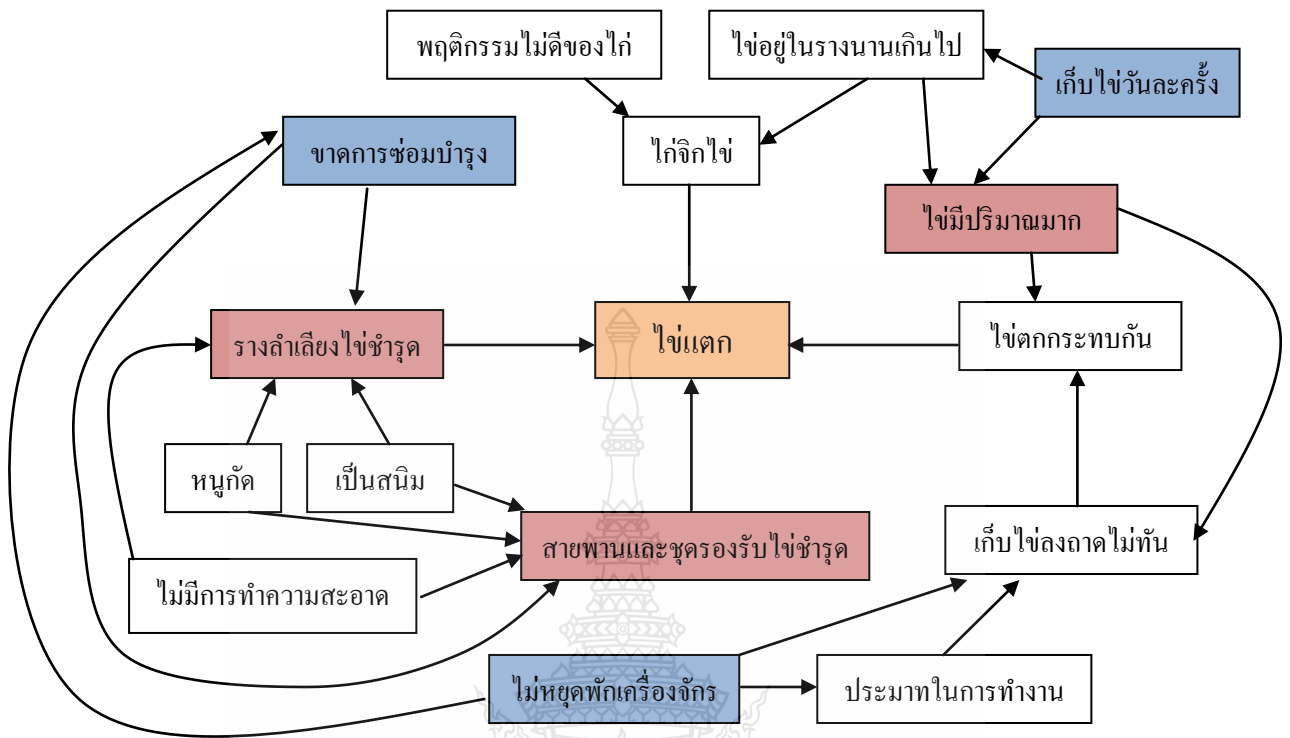 พฤติกรรมไม่ดีของไก่
ไข่อยู่ในรางนานเกินไป
เก็บไข่วันละครั้ง
ขาดการซ่อมบำรุง
ไก่จิกไข่
ไข่มีปริมาณมาก
รางลำเลียงไข่ชำรุด
ไข่แตก
ไข่ตกกระทบกัน
หนูกัด
เป็นสนิม
สายพานและชุดรองรับไข่ชำรุด
เก็บไข่ลงถาดไม่ทัน
ไม่มีการทำความสะอาด
ไม่หยุดพักเครื่องจักร
ประมาทในการทำงาน